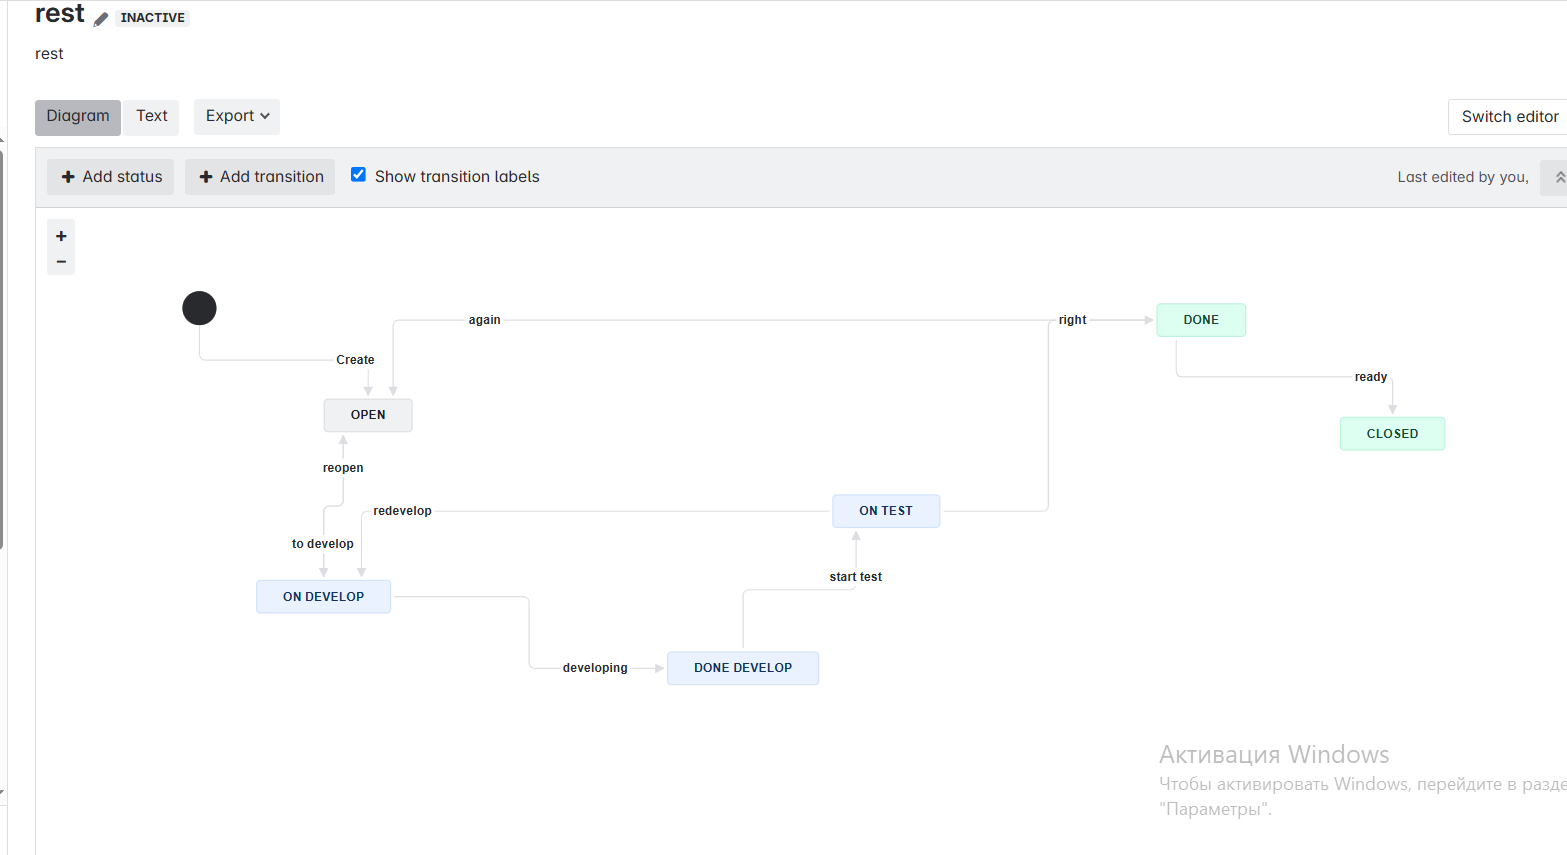 rest INACTIVE
rest
Diagram Text Export
Switch editor
Add status Add transition Show transition labels
Last edited by you,
again
right
DONE
Create
ready
OPEN
CLOSED
reopen
redevelop
ON TEST
to develop
start test
ON DEVELOP
developing
DONE DEVELOP
Активация Windows
Чтобы активировать Windows, перейдите в разде
"Параметры".